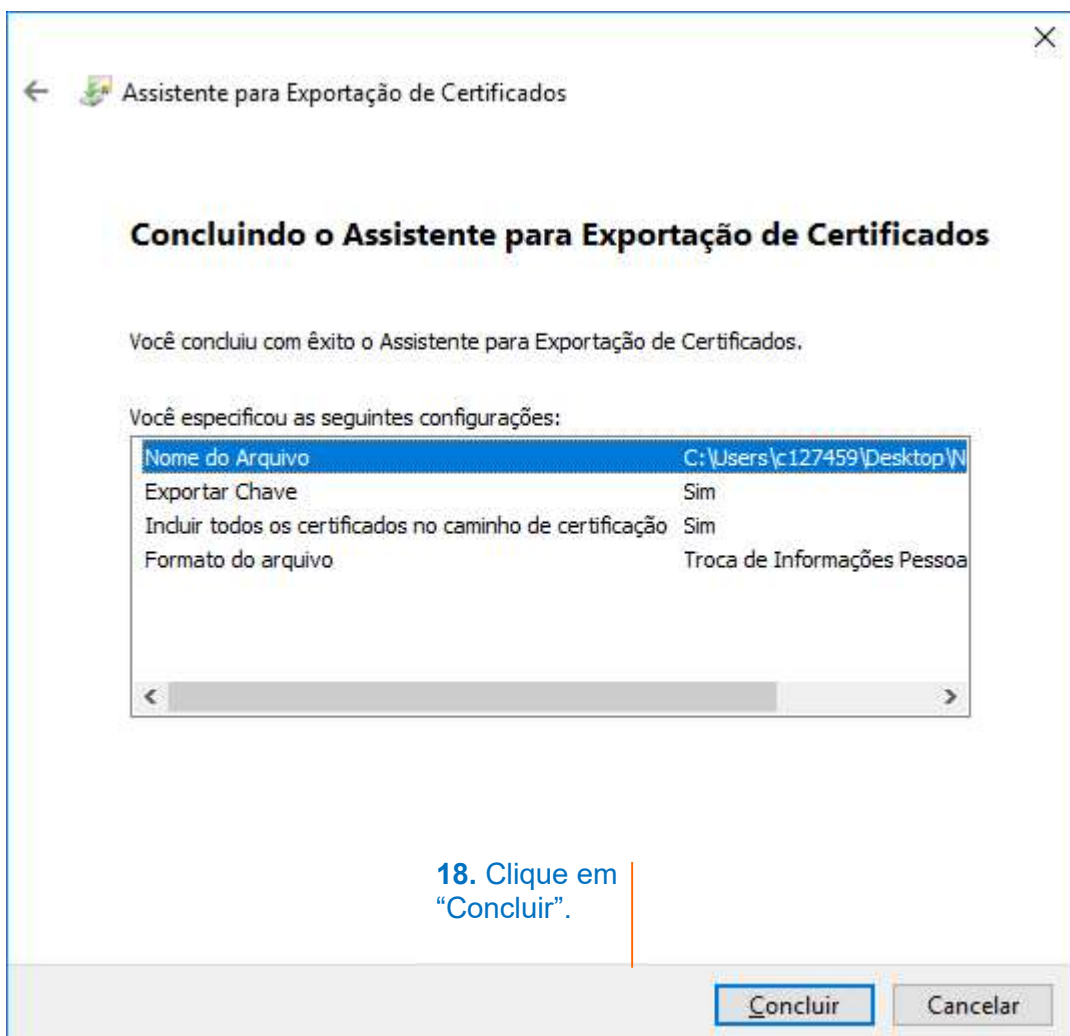 Assistente para Exportação de Certificados
Concluindo o Assistente para Exportação de Certificados
Você concluiu com êxito o Assistente para Exportação de Certificados.
Você especificou as seguintes configurações:
Nome do Arquivo C:\Users\c127459\Desktop\N
Exportar Chave Sim
Incluir todos os certificados no caminho de certificação Sim
Formato do arquivo Troca de Informações Pessoa
18. Clique em
“Concluir”.
Concluir Cancelar